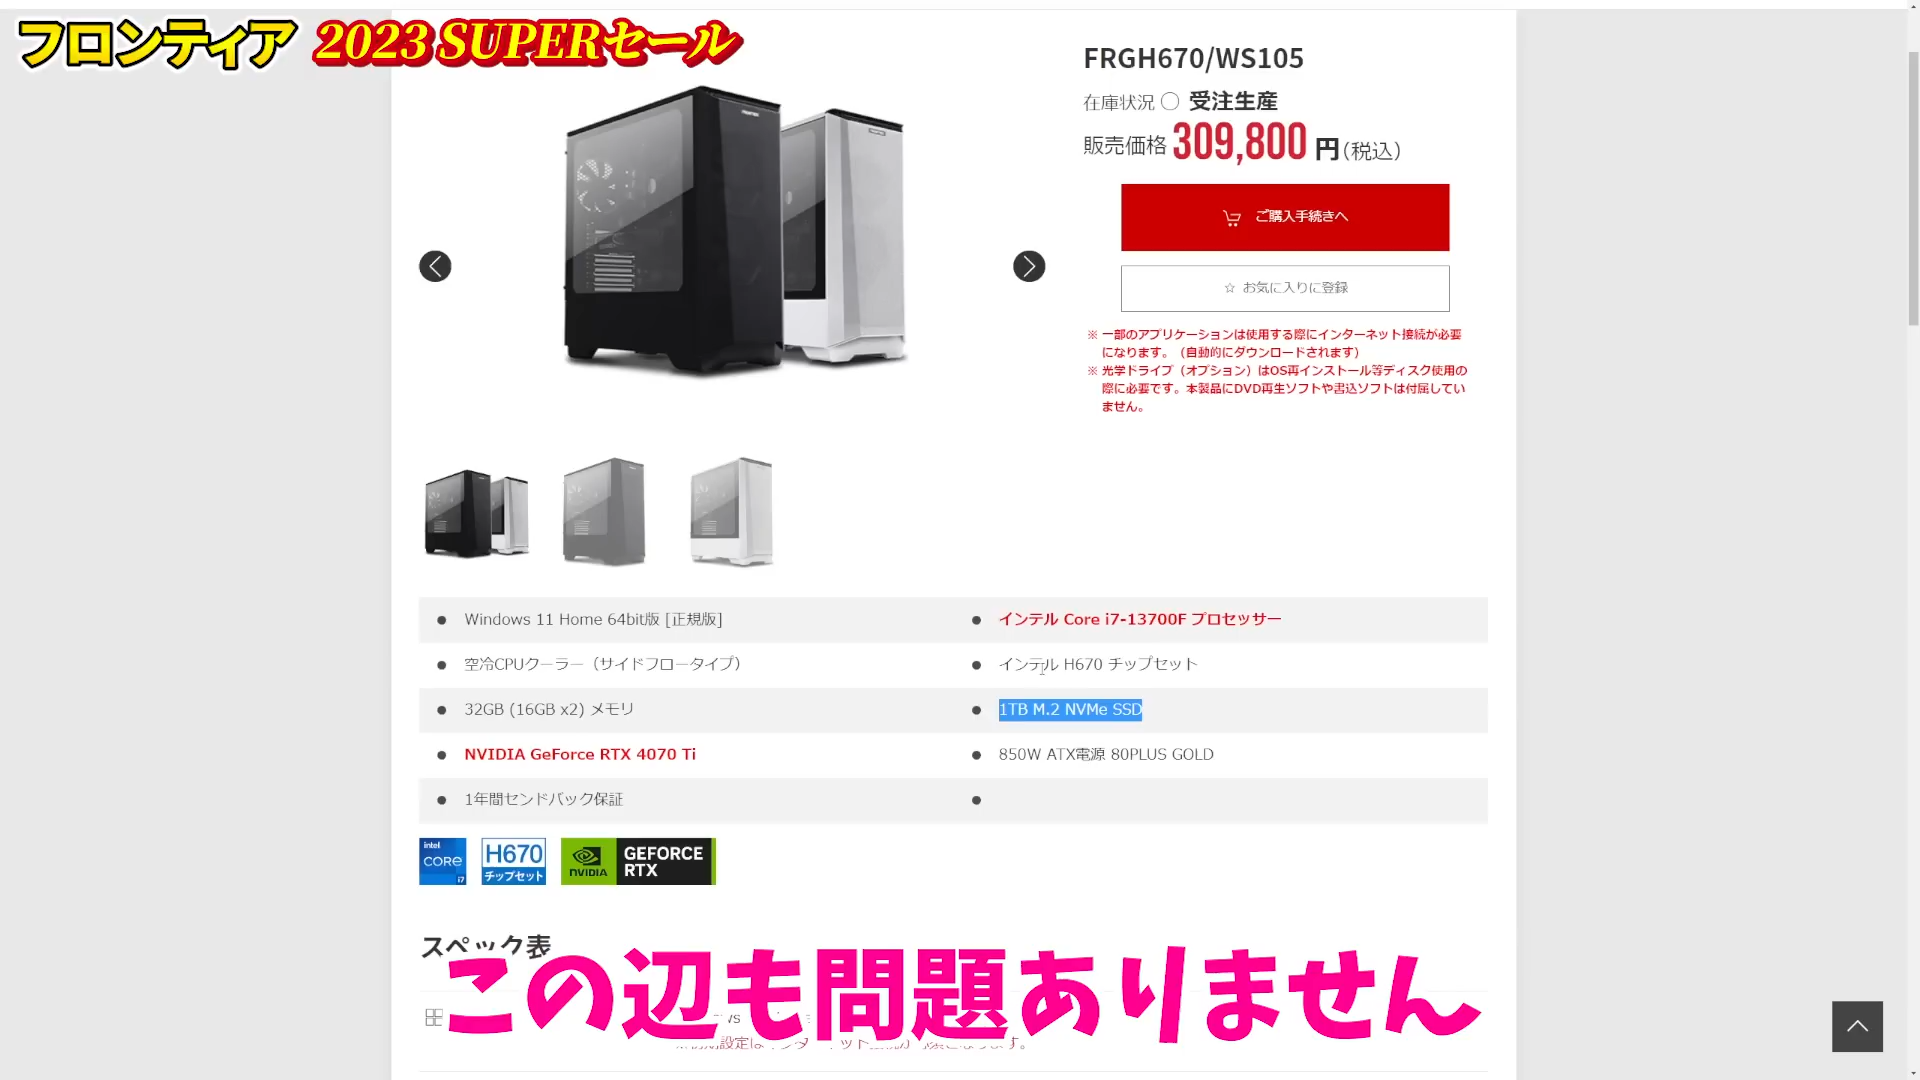 フロンティア 2023 SUPERセール
FRGH670/WS105
在庫状況 〇 受注生産
販売価格 309,800 円(税込)
ご購入手続きへ
☆ お気に入りに登録
※ 一部のアプリケーションは使用する際にインターネット接続が必要
になります。(自動的にダウンロードされます)
※ 光学ドライブ(オプション)はOS再インストール等ディスク使用の
際に必要です。本製品にDVD再生ソフトや書込ソフトは付属してい
ません。
● Windows 11 Home 64bit版 [正規版]
● インテル Core i7-13700F プロセッサー
● 空冷CPUクーラー(サイドフロータイプ)
● インテル H670 チップセット
● 32GB (16GB x2) メモリ
● 1TB M.2 NVMe SSD
● NVIDIA GeForce RTX 4070 Ti
● 850W ATX電源 80PLUS GOLD
● 1年間センドバック保証
●
intel
CORE
i7
H670
チップセット
NVIDIA
GEFORCE
RTX
スペック表
この辺も問題ありません